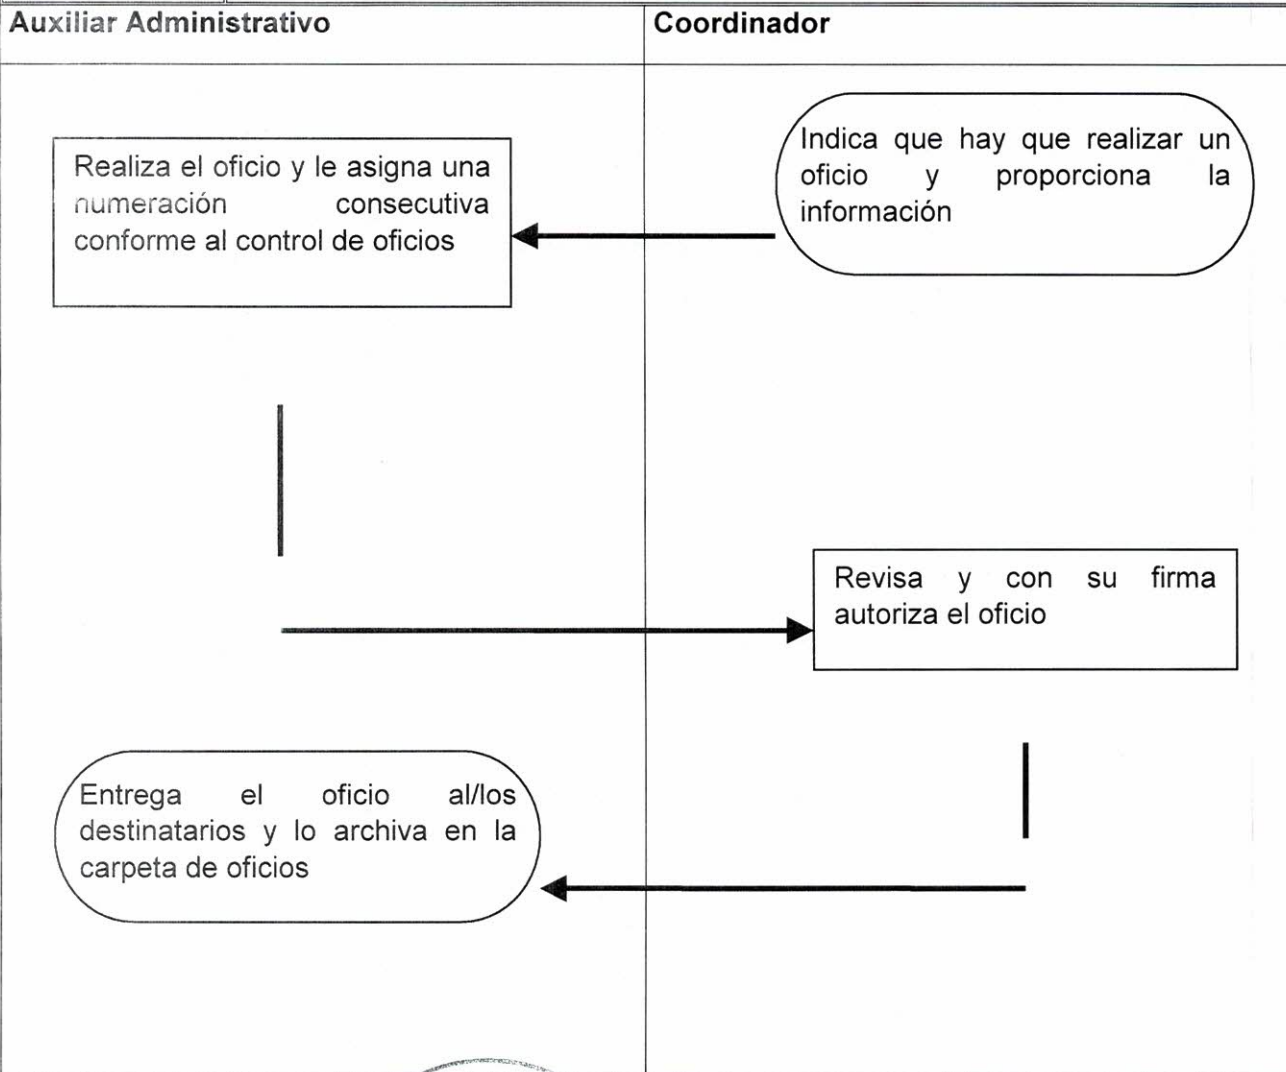 Auxiliar Administrativo
Coordinador
Indica que hay que realizar un
oficio y proporciona la
información
Realiza el oficio y le asigna una
numeración consecutiva
conforme al control de oficios
Revisa y con su firma
autoriza el oficio
Entrega el oficio al/los
destinatarios y lo archiva en la
carpeta de oficios